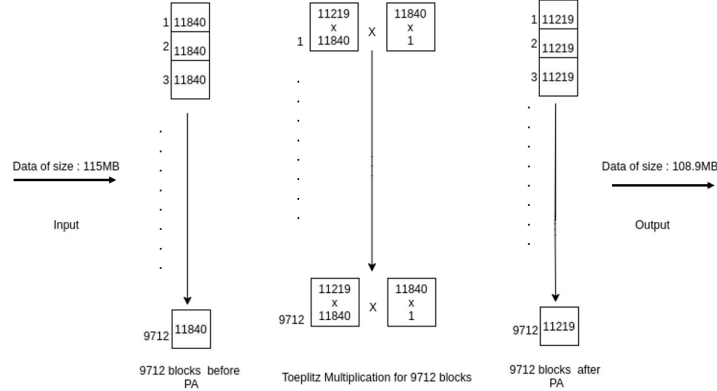 1 11840
2 11840
3 11840
Data of size : 115MB
Input
9712 11840
9712 blocks before
PA
1
11219
x
11840
X
11840
x
1
9712
11219
x
11840
X
11840
x
1
Toeplitz Multiplication for 9712 blocks
1 11219
2 11219
3 11219
9712 11219
9712 blocks after
PA
Data of size : 108.9MB
Output